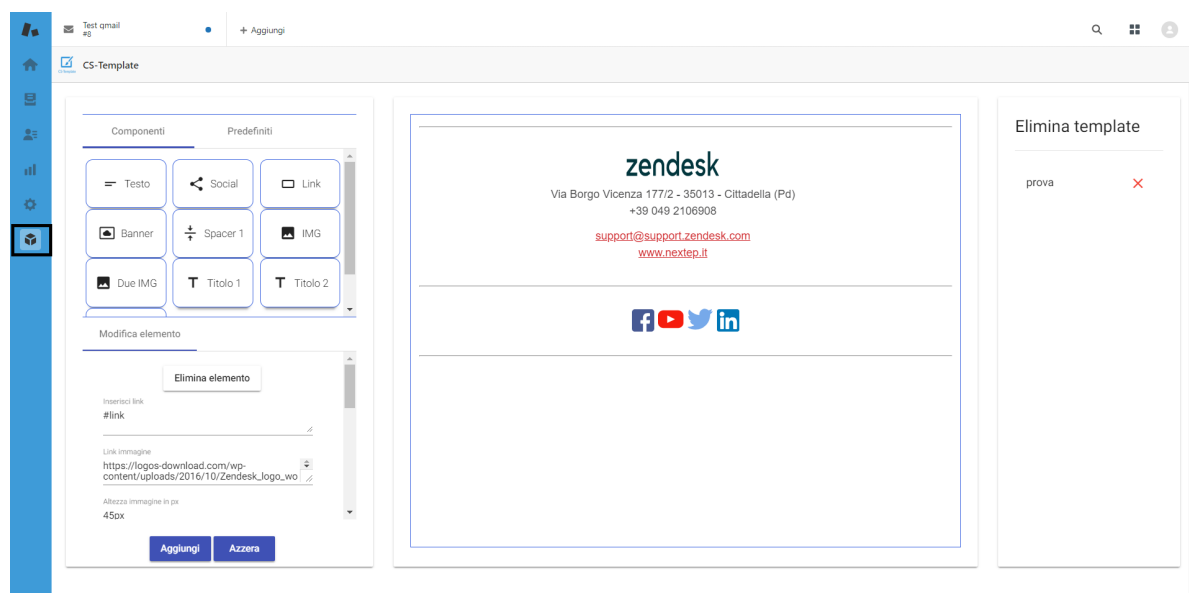 Test qmail
#8
+ Aggiungi
CS-Template
CS-Template
Componenti
Predefiniti
Testo
Social
Link
Banner
Spacer 1
IMG
Due IMG
Titolo 1
Titolo 2
Modifica elemento
Elimina elemento
Inserisci link
#link
Link immagine
https://logos-download.com/wp-
content/uploads/2016/10/Zendesk_logo_wo
Altezza immagine in px
45px
Aggiungi
Azzera
zendesk
Via Borgo Vicenza 177/2 - 35013 - Cittadella (Pd)
+39 049 2106908
support@support.zendesk.com
www.nextep.it
Elimina template
prova